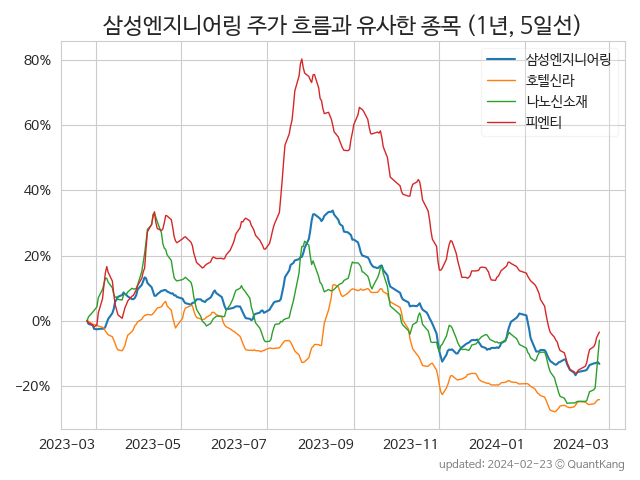 삼성엔지니어링 주가 흐름과 유사한 종목 (1년, 5일선)
80%
60%
40%
20%
0%
−20%
삼성엔지니어링
호텔신라
나노신소재
피엔티
2023-03 2023-05 2023-07 2023-09 2023-11 2024-01 2024-03
updated: 2024-02-23 © QuantKang